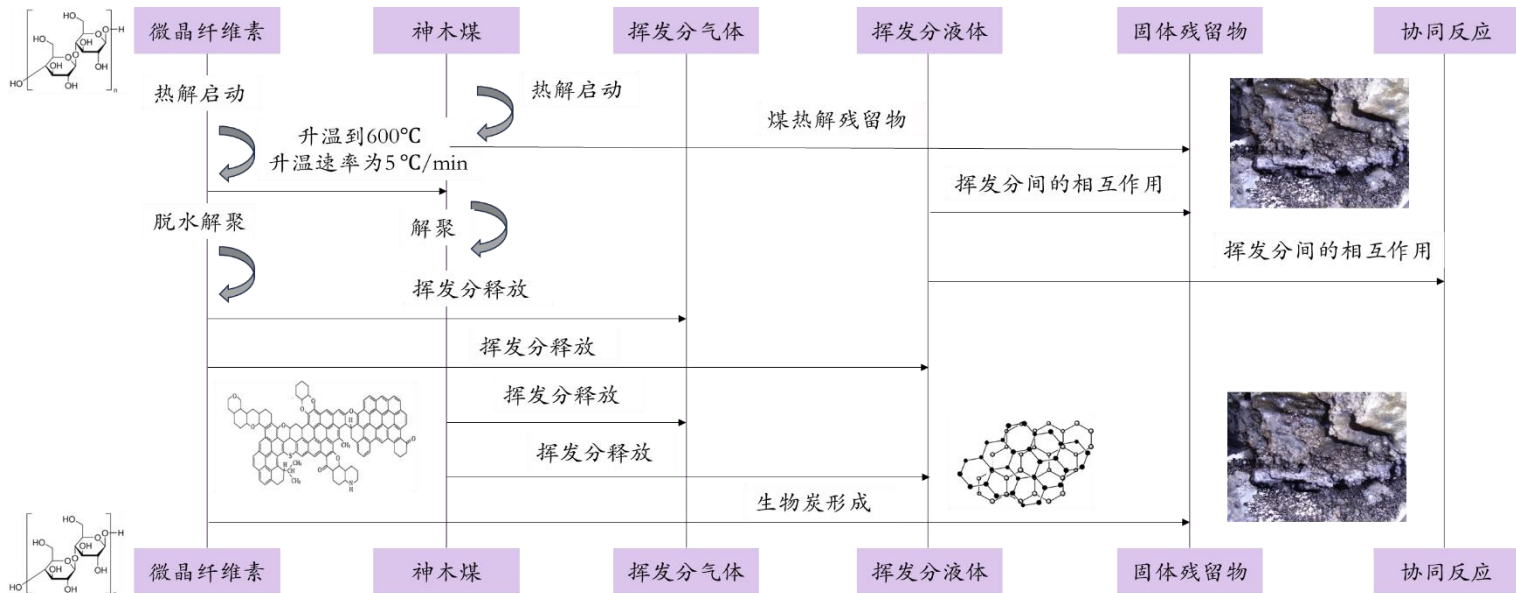 微晶纤维素
神木煤
挥发分气体
挥发分液体
固体残留物
协同反应
热解启动
热解启动
升温到600℃
升温速率为5℃/min
煤热解残留物
挥发分间的相互作用
脱水解聚
解聚
挥发分间的相互作用
挥发分释放
挥发分释放
挥发分释放
挥发分释放
生物炭形成
微晶纤维素
神木煤
挥发分气体
挥发分液体
固体残留物
协同反应